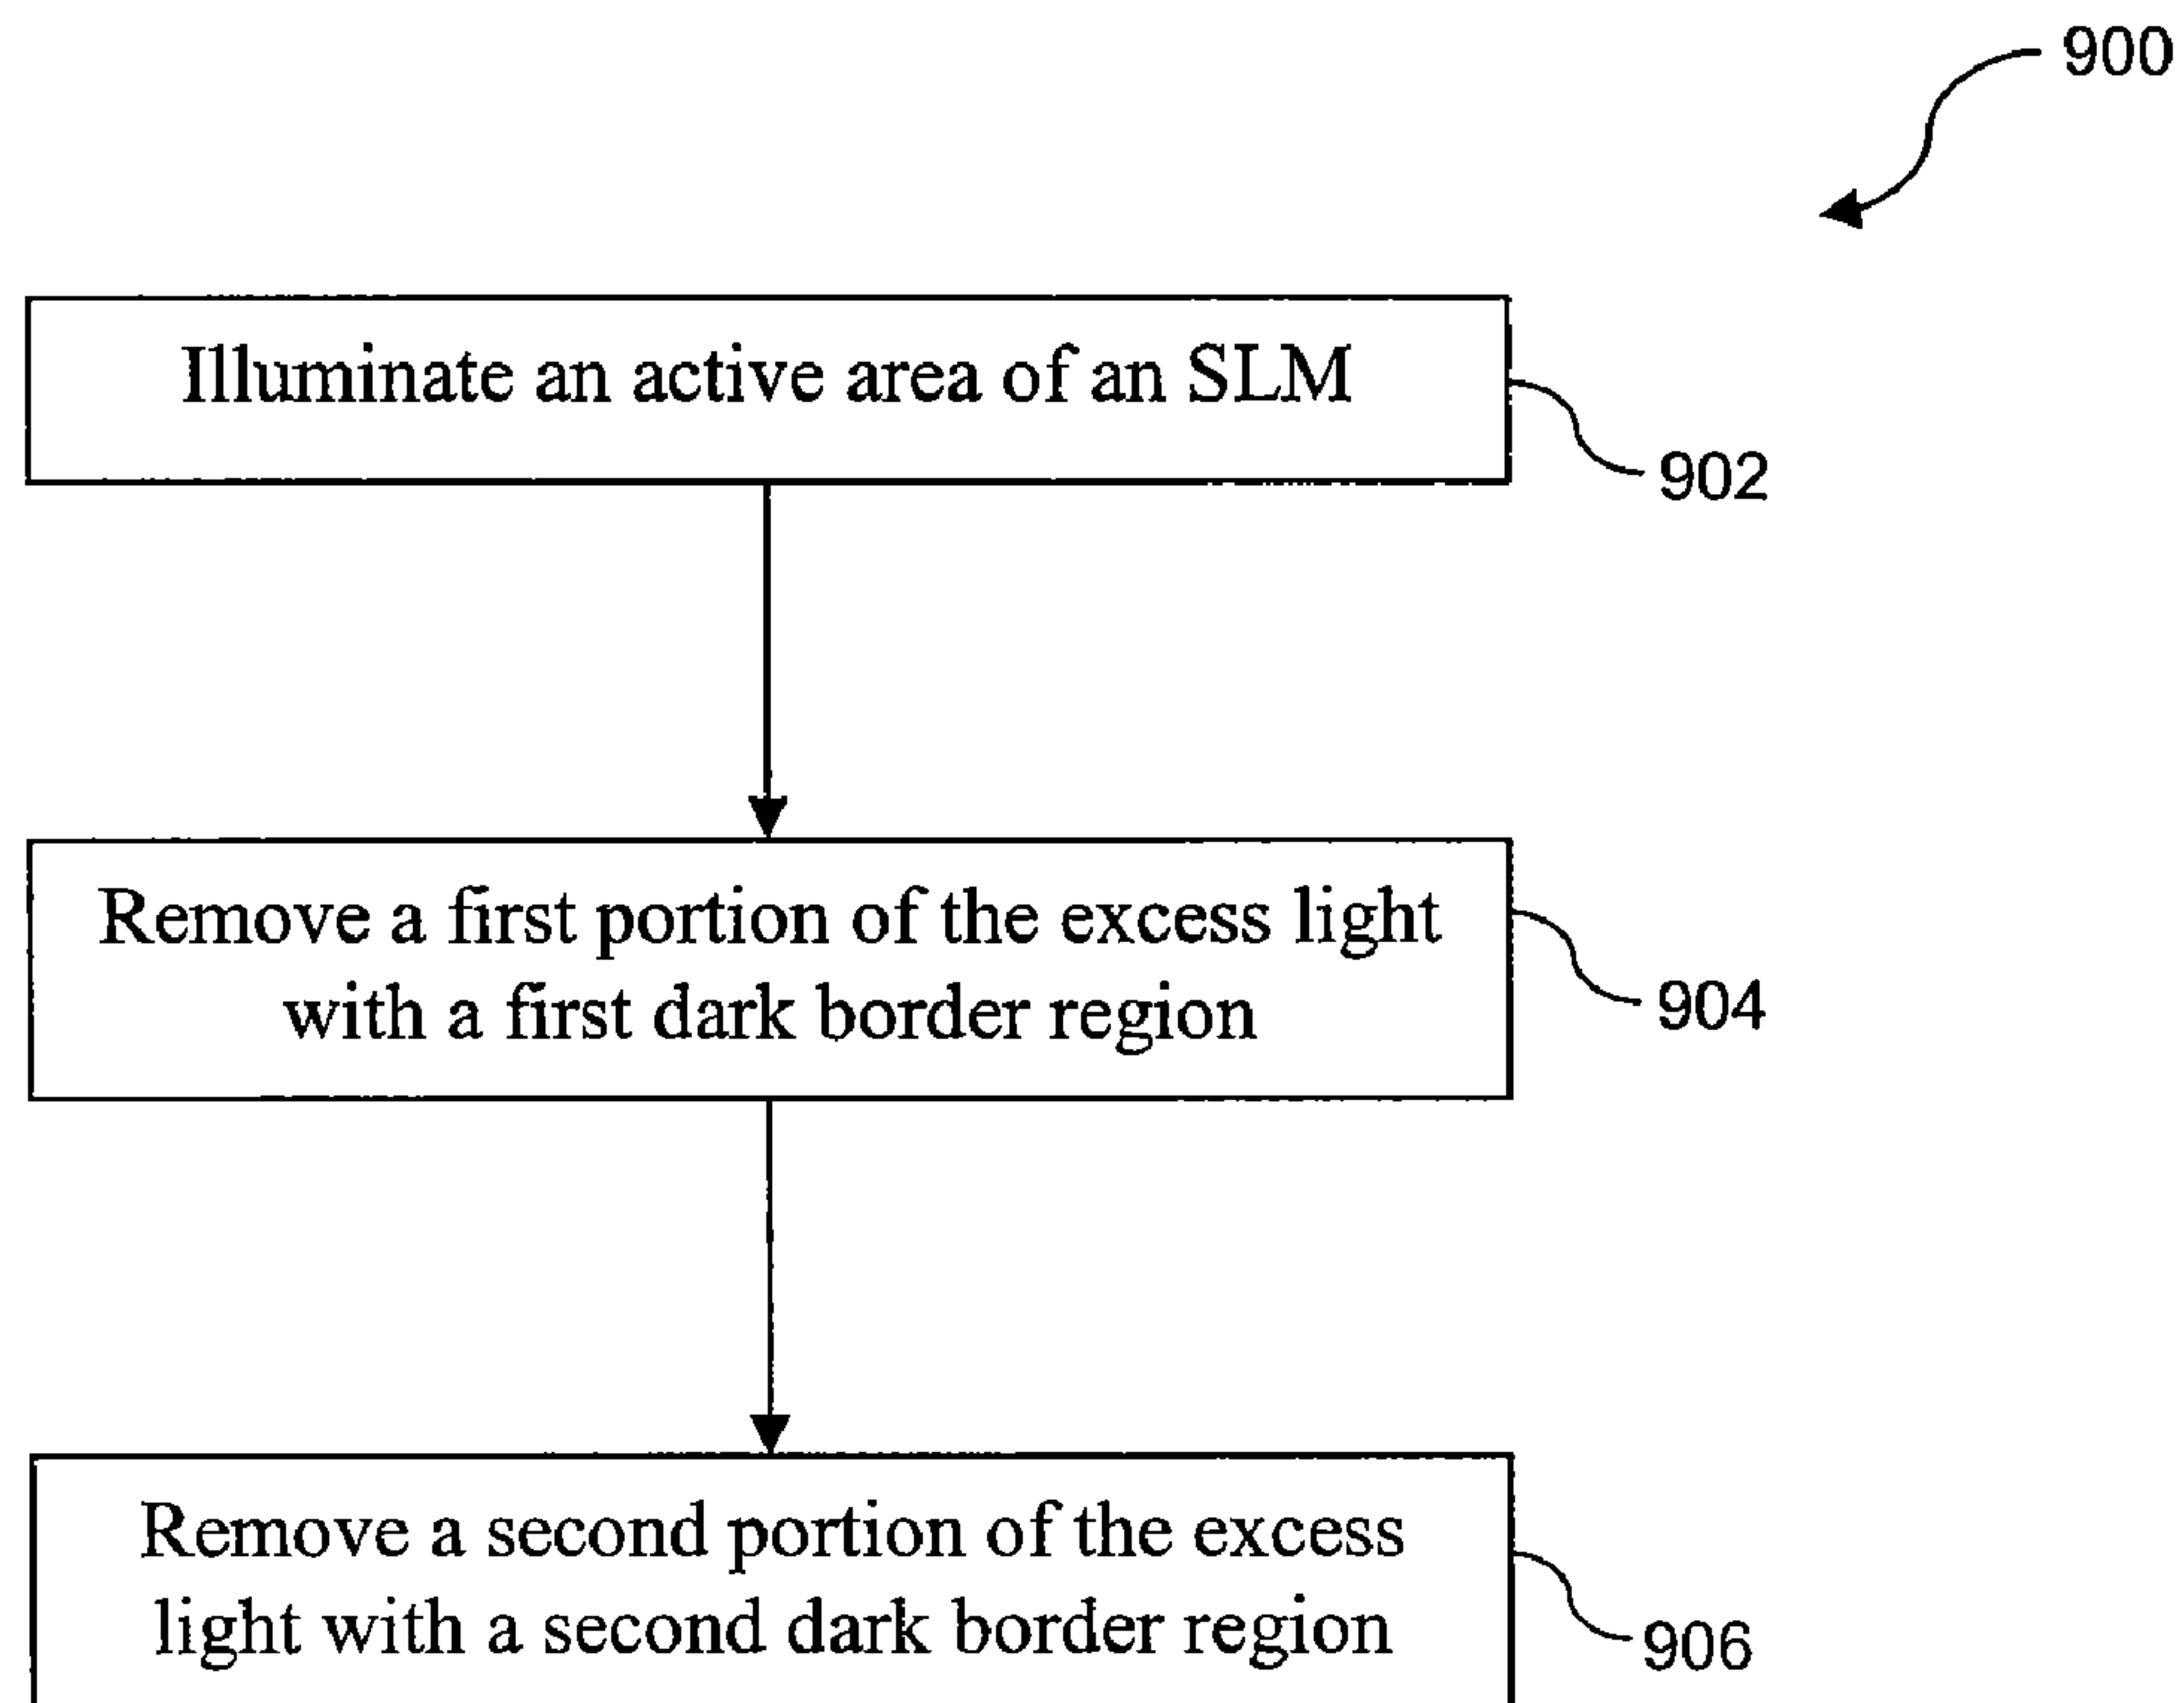 900
Illuminate an active area of an SLM
902
Remove a first portion of the excess light
with a first dark border region
904
Remove a second portion of the excess
light with a second dark border region
906